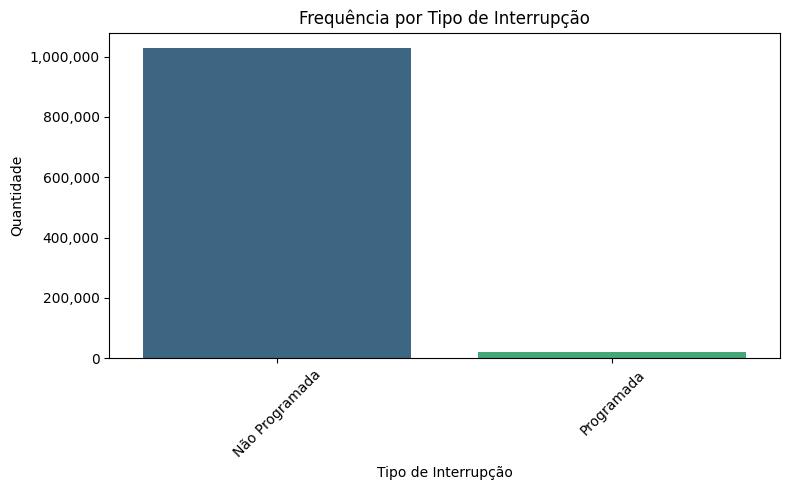 Frequência por Tipo de Interrupção
Quantidade
1,000,000
800,000
600,000
400,000
200,000
0
Não Programada
Programada
Tipo de Interrupção